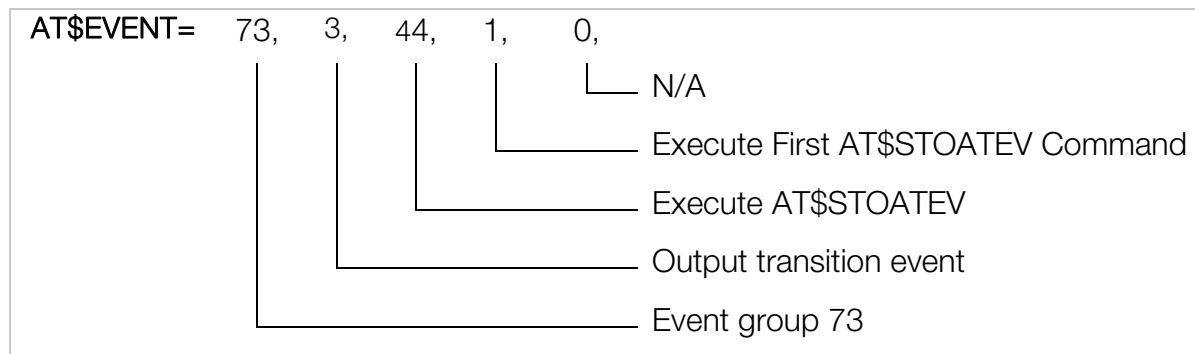 AT$EVENT= 73, 3, 44, 1, 0,
N/A
Execute First AT$STOATEV Command
Execute AT$STOATEV
Output transition event
Event group 73